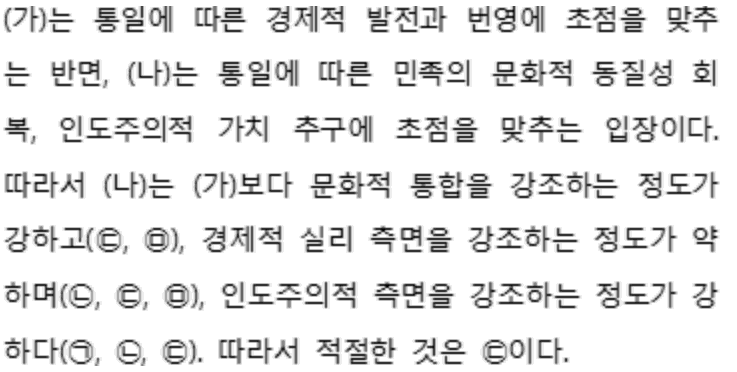 (가)는 통일에 따른 경제적 발전과 번영에 초점을 맞추
는 반면, (나)는 통일에 따른 민족의 문화적 동질성 회
복, 인도주의적 가치 추구에 초점을 맞추는 입장이다.
따라서 (나)는 (가)보다 문화적 통합을 강조하는 정도가
강하고(㉢, ㉤), 경제적 실리 측면을 강조하는 정도가 약
하며(㉡, ㉢, ㉤), 인도주의적 측면을 강조하는 정도가 강
하다(㉠, ㉡, ㉢). 따라서 적절한 것은 ㉢이다.